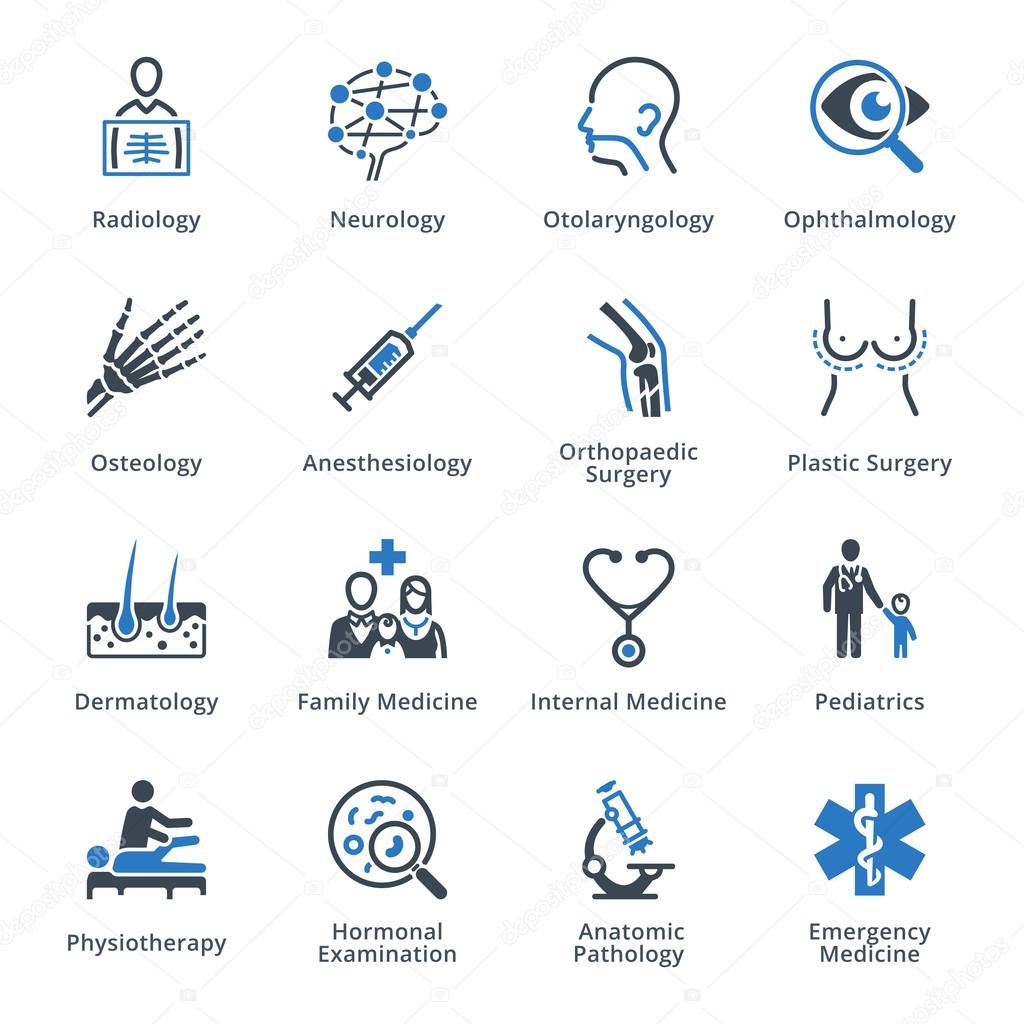 Radiology
Neurology
Otolaryngology
Ophthalmology
Osteology
Anesthesiology
Orthopaedic
Surgery
Plastic Surgery
Dermatology
Family Medicine
Internal Medicine
Pediatrics
Physiotherapy
Hormonal
Examination
Anatomic
Pathology
Emergency
Medicine
depositphotos